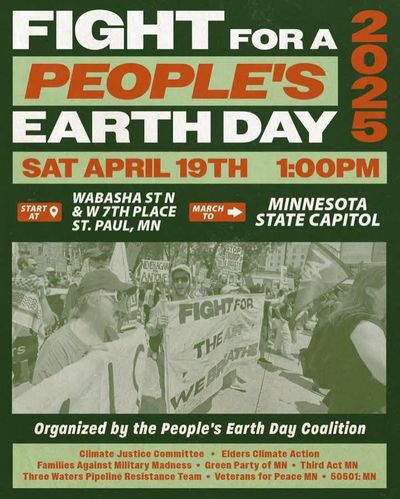 FIGHT FOR A
PEOPLE'S
EARTH DAY
2025
SAT APRIL 19TH 1:00PM
START AT
WABASHA ST N
& W 7TH PLACE
ST. PAUL, MN
MARCH TO
MINNESOTA
STATE CAPITOL
FIGHT FOR
THE AIR
WE BREATHE
Organized by the People's Earth Day Coalition
Climate Justice Committee • Elders Climate Action
Families Against Military Madness • Green Party of MN • Third Act MN
Three Waters Pipeline Resistance Team • Veterans for Peace MN • 50501: MN